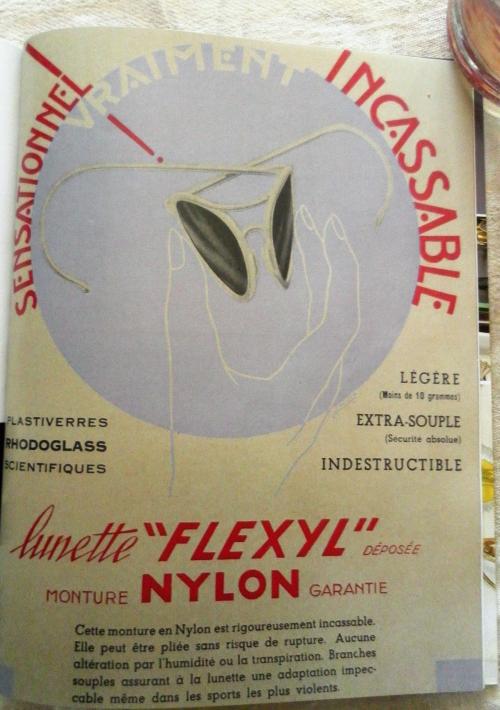 SENSATIONNEL !
VRAIMENT
INCASSABLE
LÉGÈRE
(Moins de 10 grammes)
EXTRA-SOUPLE
(Sécurité absolue)
INDESTRUCTIBLE
PLASTIVERRES
RHODOGLASS
SCIENTIFIQUES
lunette "FLEXYL" DÉPOSÉE
MONTURE NYLON GARANTIE
Cette monture en Nylon est rigoureusement incassable.
Elle peut être pliée sans risque de rupture. Aucune
altération par l'humidité ou la transpiration. Branches
souples assurant à la lunette une adaptation impec-
cable même dans les sports les plus violents.